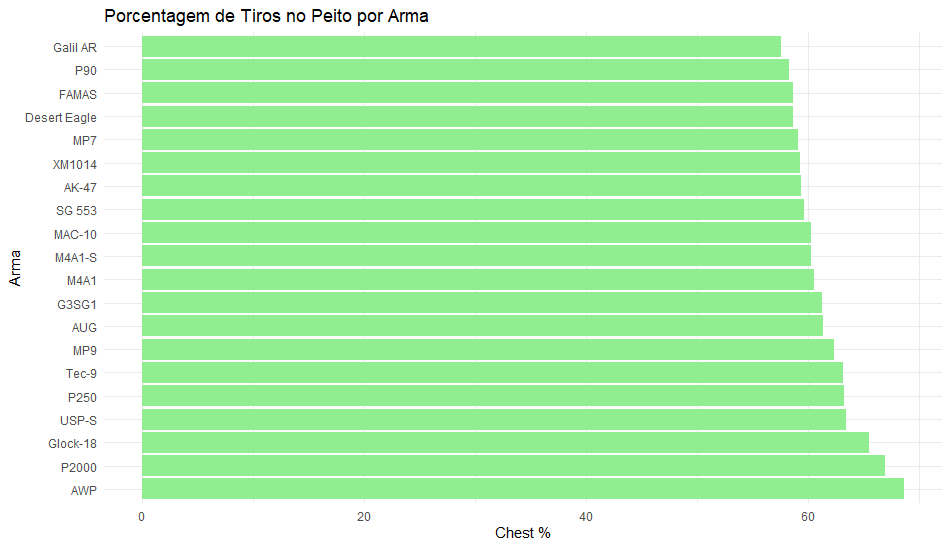 Porcentagem de Tiros no Peito por Arma
Galil AR
P90
FAMAS
Desert Eagle
MP7
XM1014
AK-47
SG 553
MAC-10
M4A1-S
M4A1
G3SG1
AUG
MP9
Tec-9
P250
USP-S
Glock-18
P2000
AWP
Arma
0 20 40 60
Chest %